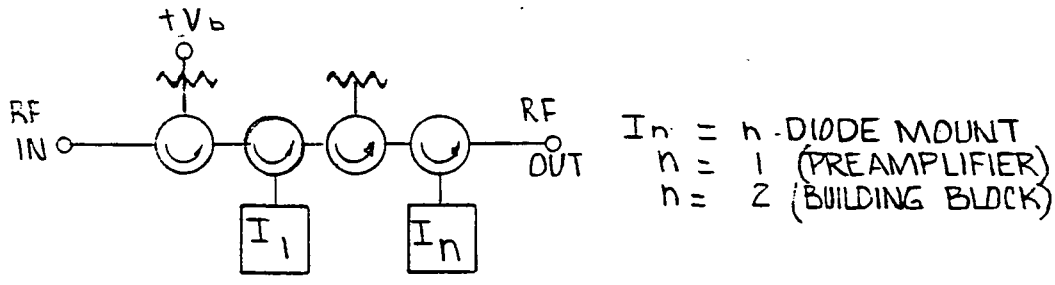 +Vb
RF
IN
RF
OUT
I1
In
In = n-DIODE MOUNT
n = 1 (PREAMPLIFIER)
n = 2 (BUILDING BLOCK)